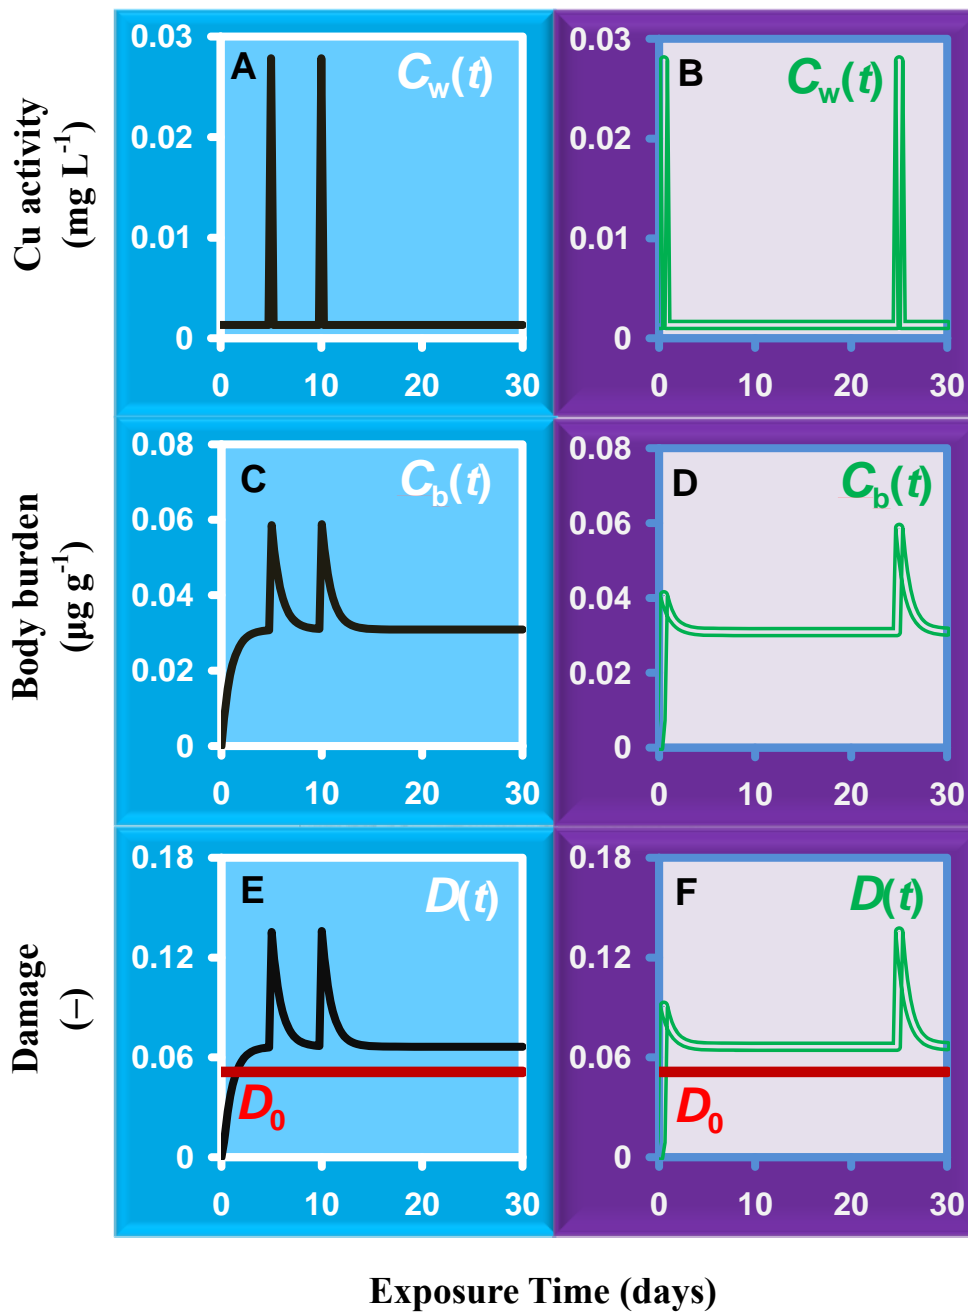 Cu activity
(mg L⁻¹)
0.03
0.02
0.01
0
A
C_w(t)
0 10 20 30
0.03
0.02
0.01
0
B
C_w(t)
0 10 20 30
Body burden
(μg g⁻¹)
0.08
0.06
0.04
0.02
0
C
C_b(t)
0 10 20 30
0.08
0.06
0.04
0.02
0
D
C_b(t)
0 10 20 30
Damage
(–)
0.18
0.12
0.06
0
E
D(t)
D₀
0 10 20 30
0.18
0.12
0.06
0
F
D(t)
D₀
0 10 20 30
Exposure Time (days)